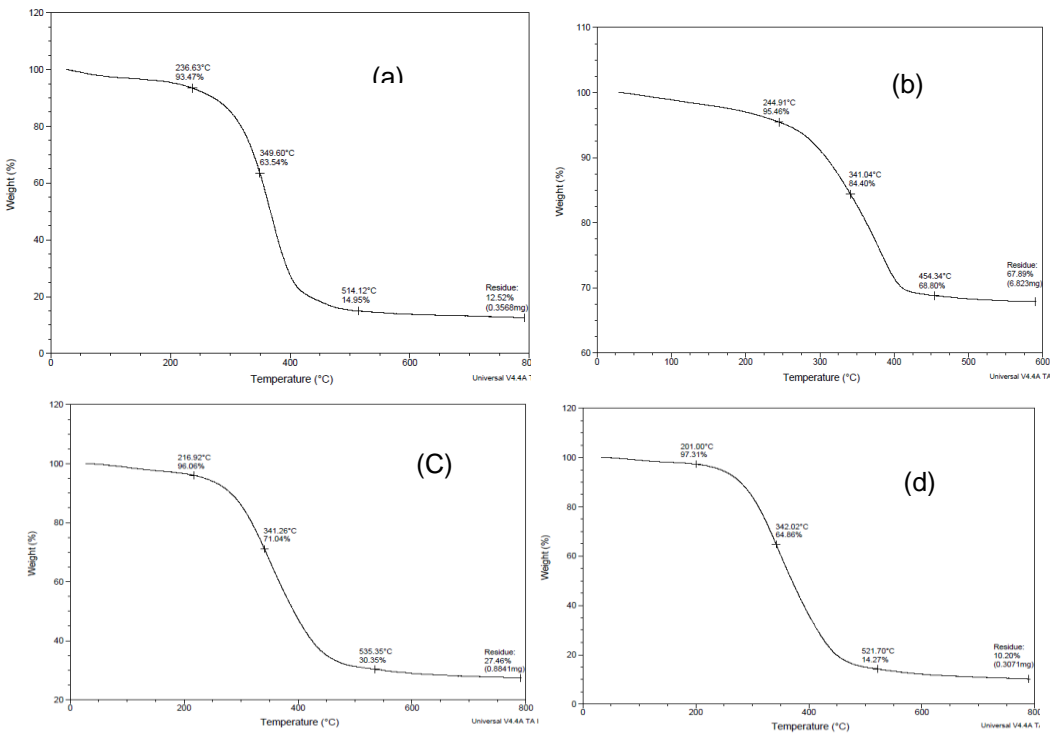 (a)
120
100
80
60
40
20
0
Weight (%)
236.63°C
93.47%
349.60°C
63.54%
514.12°C
14.95%
Residue:
12.52%
(0.3568mg)
0
200
400
600
800
Temperature (°C)
Universal V4.4A T
(b)
110
100
90
80
70
60
Weight (%)
244.91°C
95.46%
341.04°C
84.40%
454.34°C
68.80%
Residue:
67.89%
(6.823mg)
0
100
200
300
400
500
600
Temperature (°C)
Universal V4.4A TA
(C)
120
100
80
60
40
20
Weight (%)
216.92°C
96.06%
341.26°C
71.04%
535.35°C
30.35%
Residue:
27.46%
(0.8841mg)
0
200
400
600
800
Temperature (°C)
Universal V4.4A TA I
(d)
120
100
80
60
40
20
0
Weight (%)
201.00°C
97.31%
342.02°C
64.86%
521.70°C
14.27%
Residue:
10.20%
(0.3071mg)
0
200
400
600
800
Temperature (°C)
Universal V4.4A T